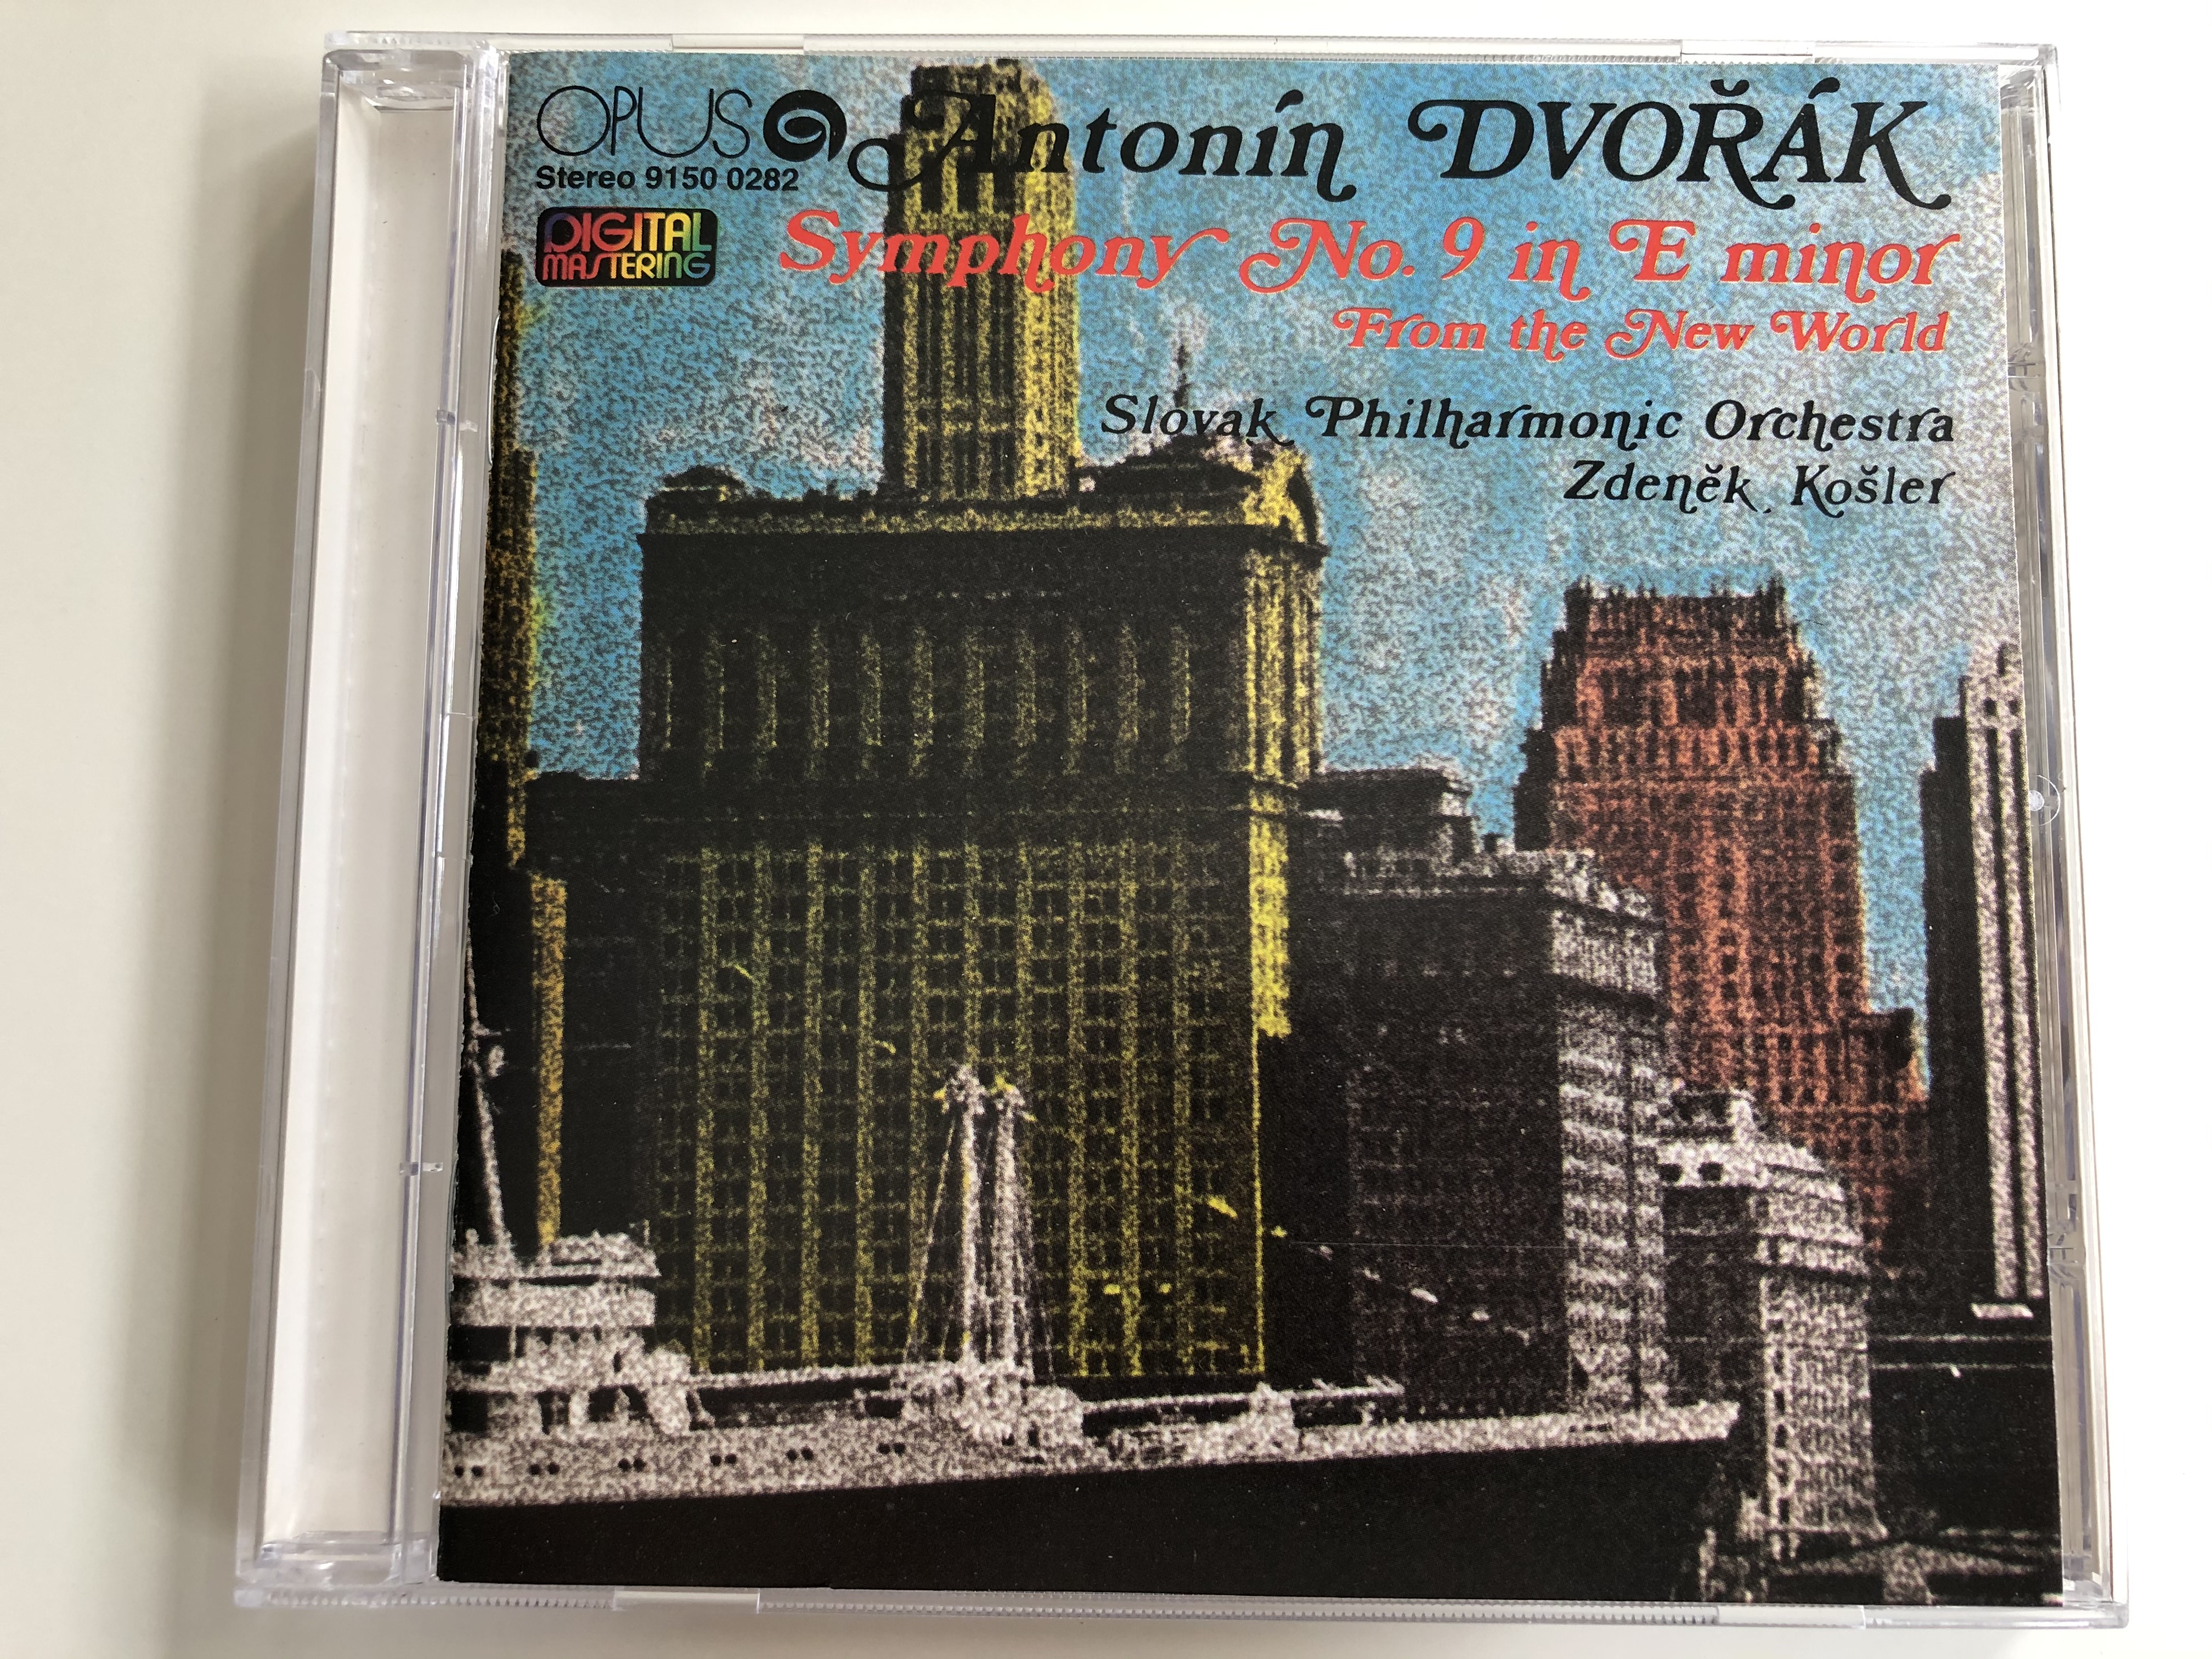 OPUS
Stereo 9150 0282
DIGITAL
MASTERING
Antonín DVOŘÁK
Symphony No. 9 in E minor
From the New World
Slovak Philharmonic Orchestra
Zdeněk Košler